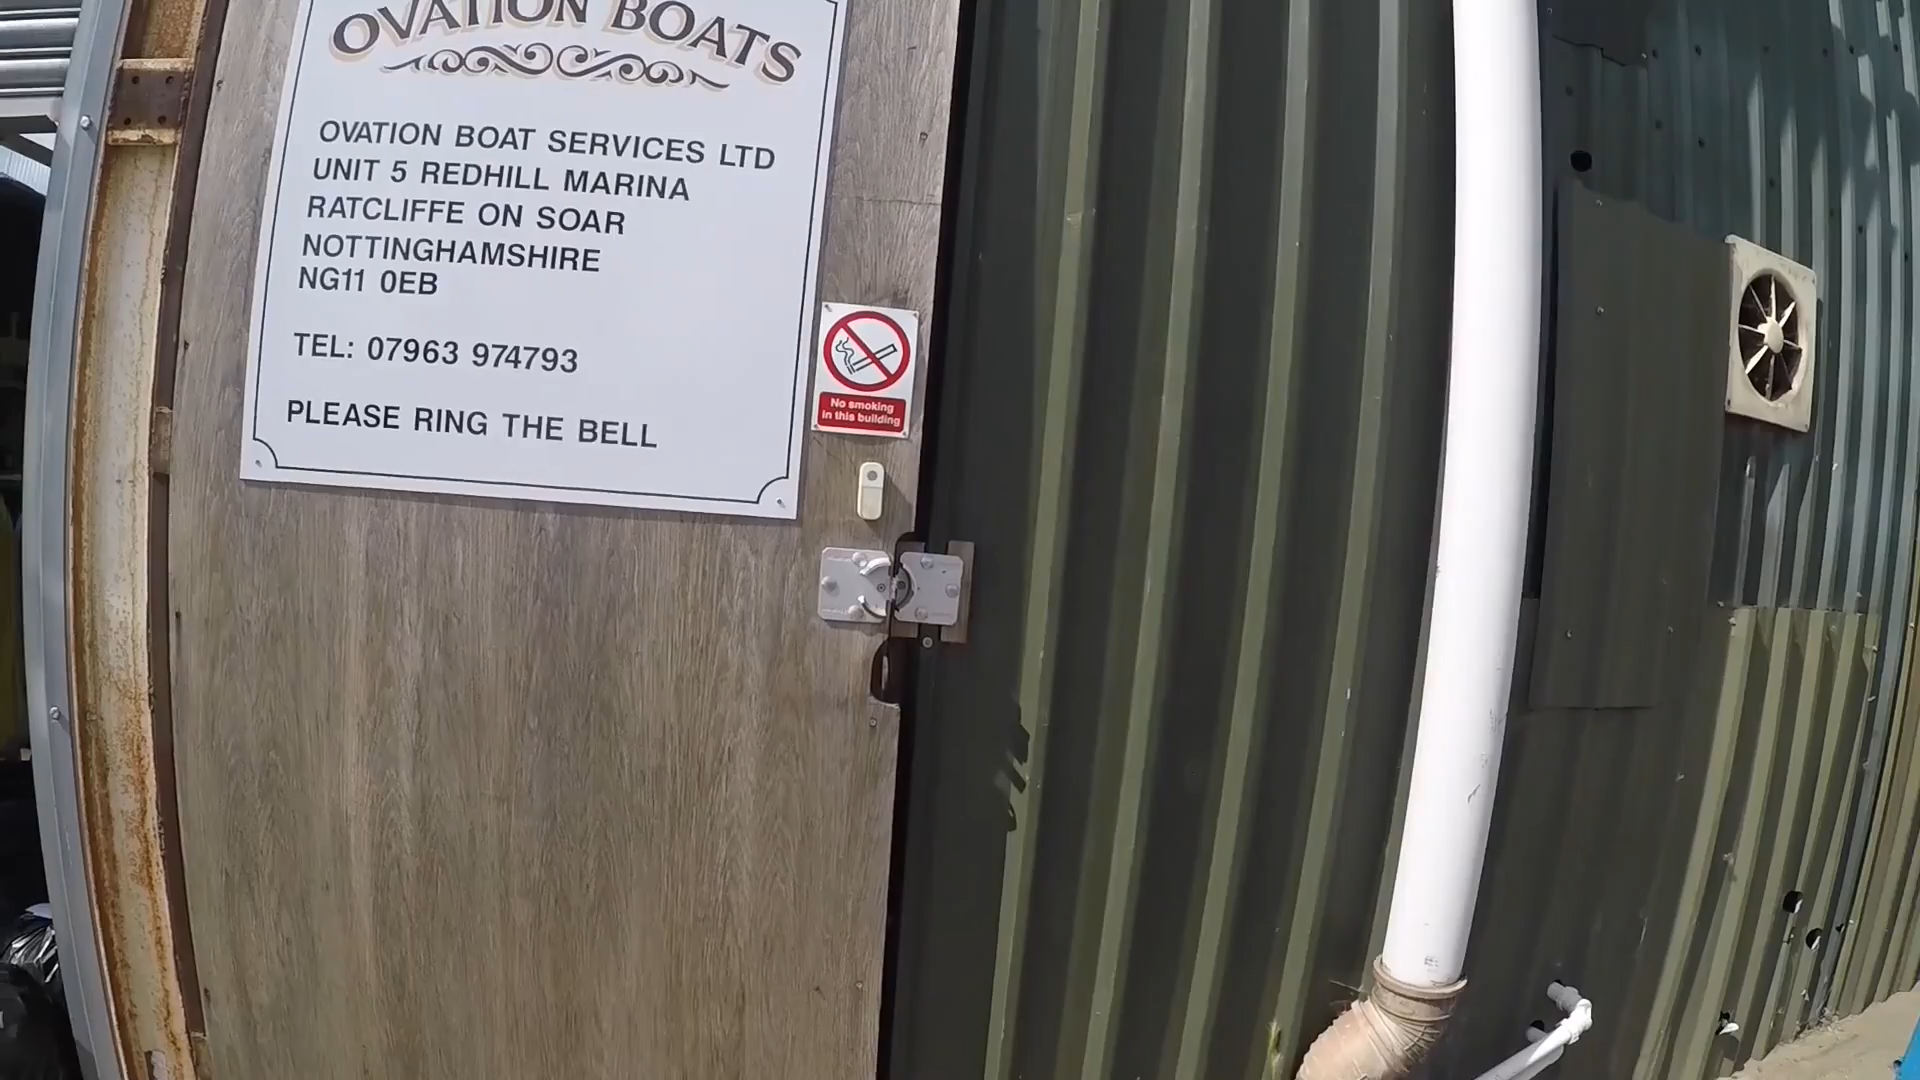 OVATION BOATS
OVATION BOAT SERVICES LTD
UNIT 5 REDHILL MARINA
RATCLIFFE ON SOAR
NOTTINGHAMSHIRE
NG11 0EB
TEL: 07963 974793
PLEASE RING THE BELL
No smoking
in this building